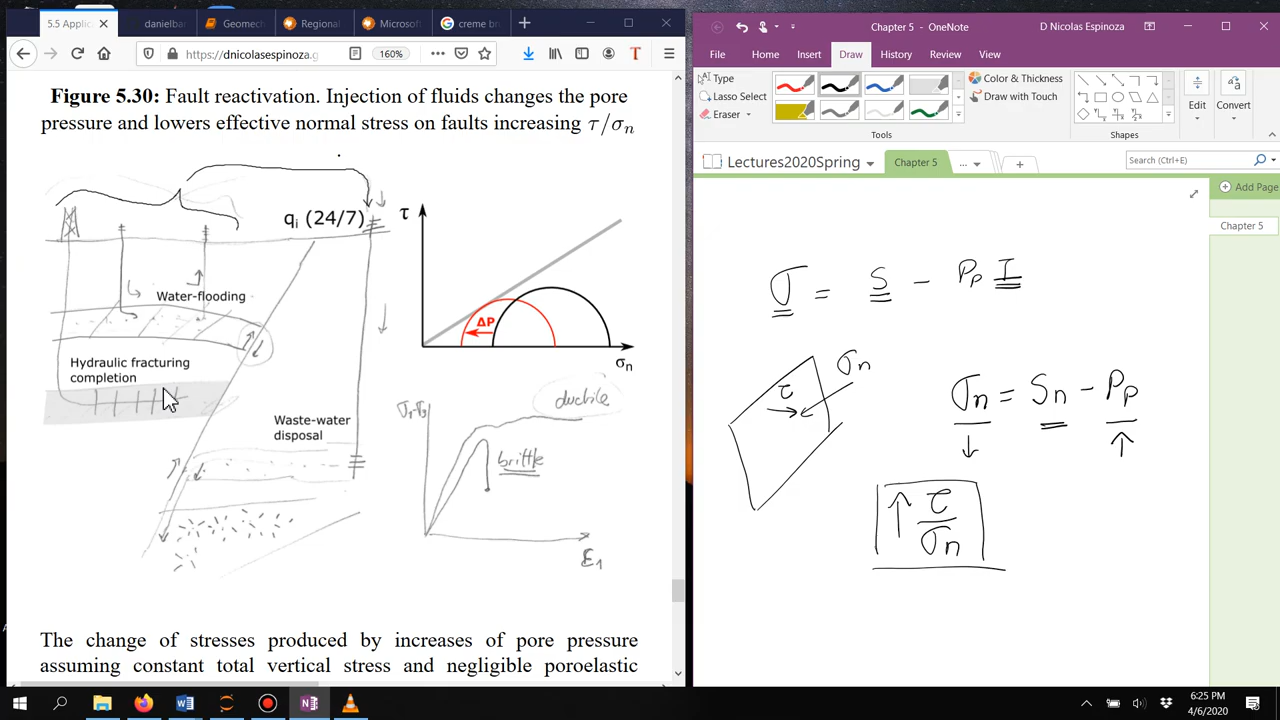 5.5 Applic
danielbar
Geomech
Regional
Microsof
creme br
https://dnicolasespinoza.g
160%
Figure 5.30: Fault reactivation. Injection of fluids changes the pore
pressure and lowers effective normal stress on faults increasing τ/σn
qi (24/7)
τ
Water-flooding
ΔP
σn
Hydraulic fracturing
completion
Waste-water
disposal
σ1-σ3
ductile
brittle
ε1
The change of stresses produced by increases of pore pressure
assuming constant total vertical stress and negligible poroelastic
Chapter 5 - OneNote
D Nicolas Espinoza
File Home Insert Draw History Review View
Type
Lasso Select
Eraser
Color & Thickness
Draw with Touch
Edit
Convert
Tools
Shapes
Lectures2020Spring
Chapter 5
...
Search (Ctrl+E)
Add Page
Chapter 5
σ = S - Pp I
τ
σn
σn = Sn - Pp
↓ ↑
↑ τ/σn
6:25 PM
4/6/2020